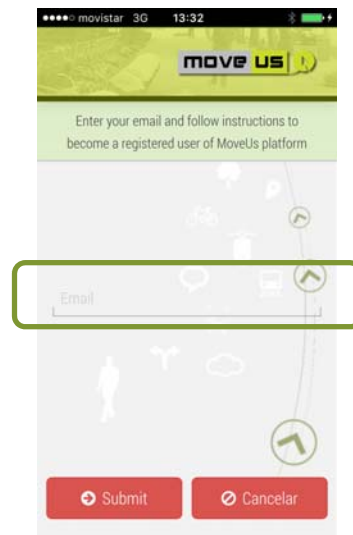 movistar 3G 13:32
move us
Enter your email and follow instructions to
become a registered user of MoveUs platform
Email
Submit Cancelar